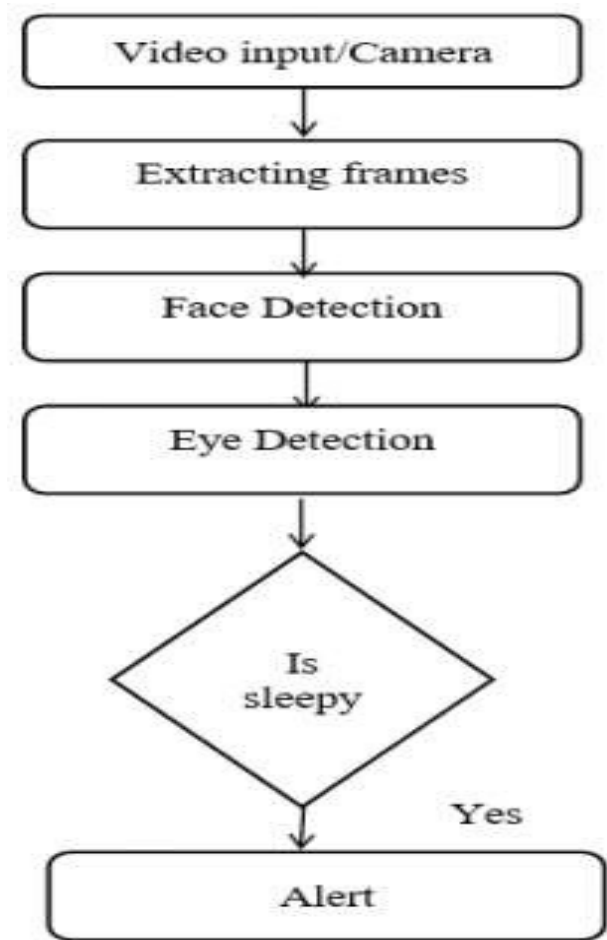 Video input/Camera
Extracting frames
Face Detection
Eye Detection
Is
sleepy
Yes
Alert